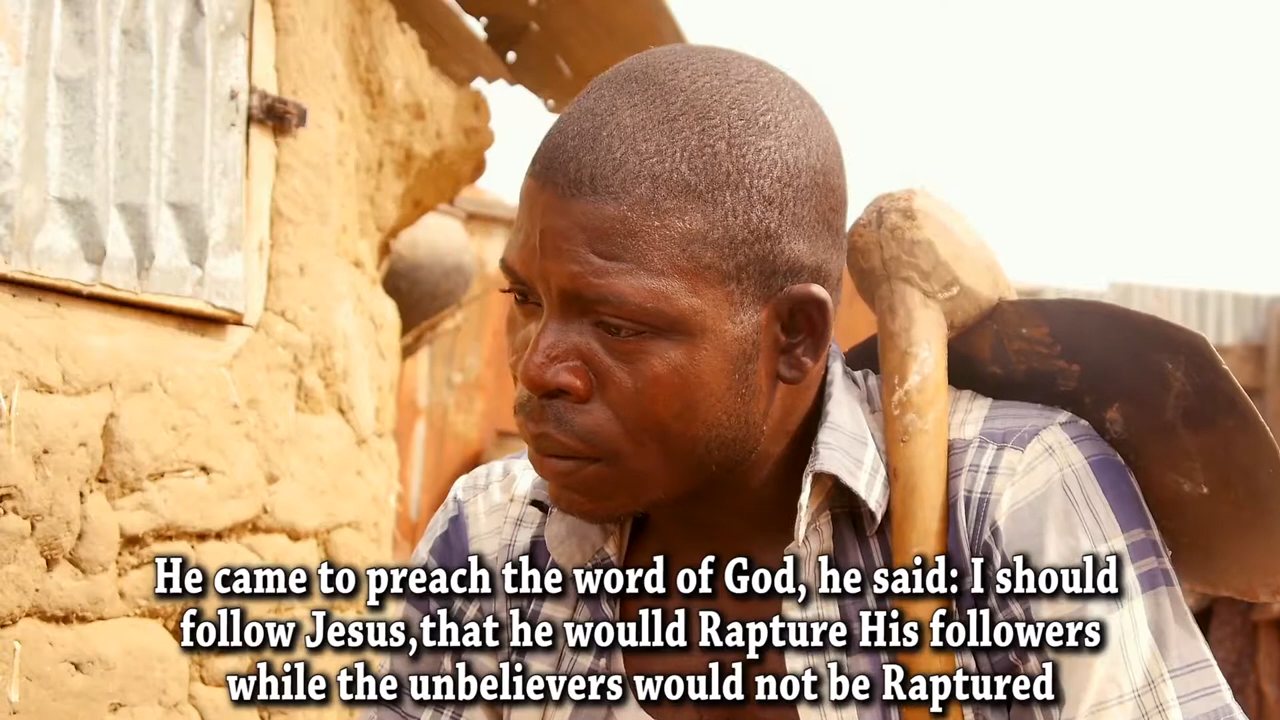 He came to preach the word of God, he said: I should
follow Jesus,that he woulld Rapture His followers
while the unbelievers would not be Raptured